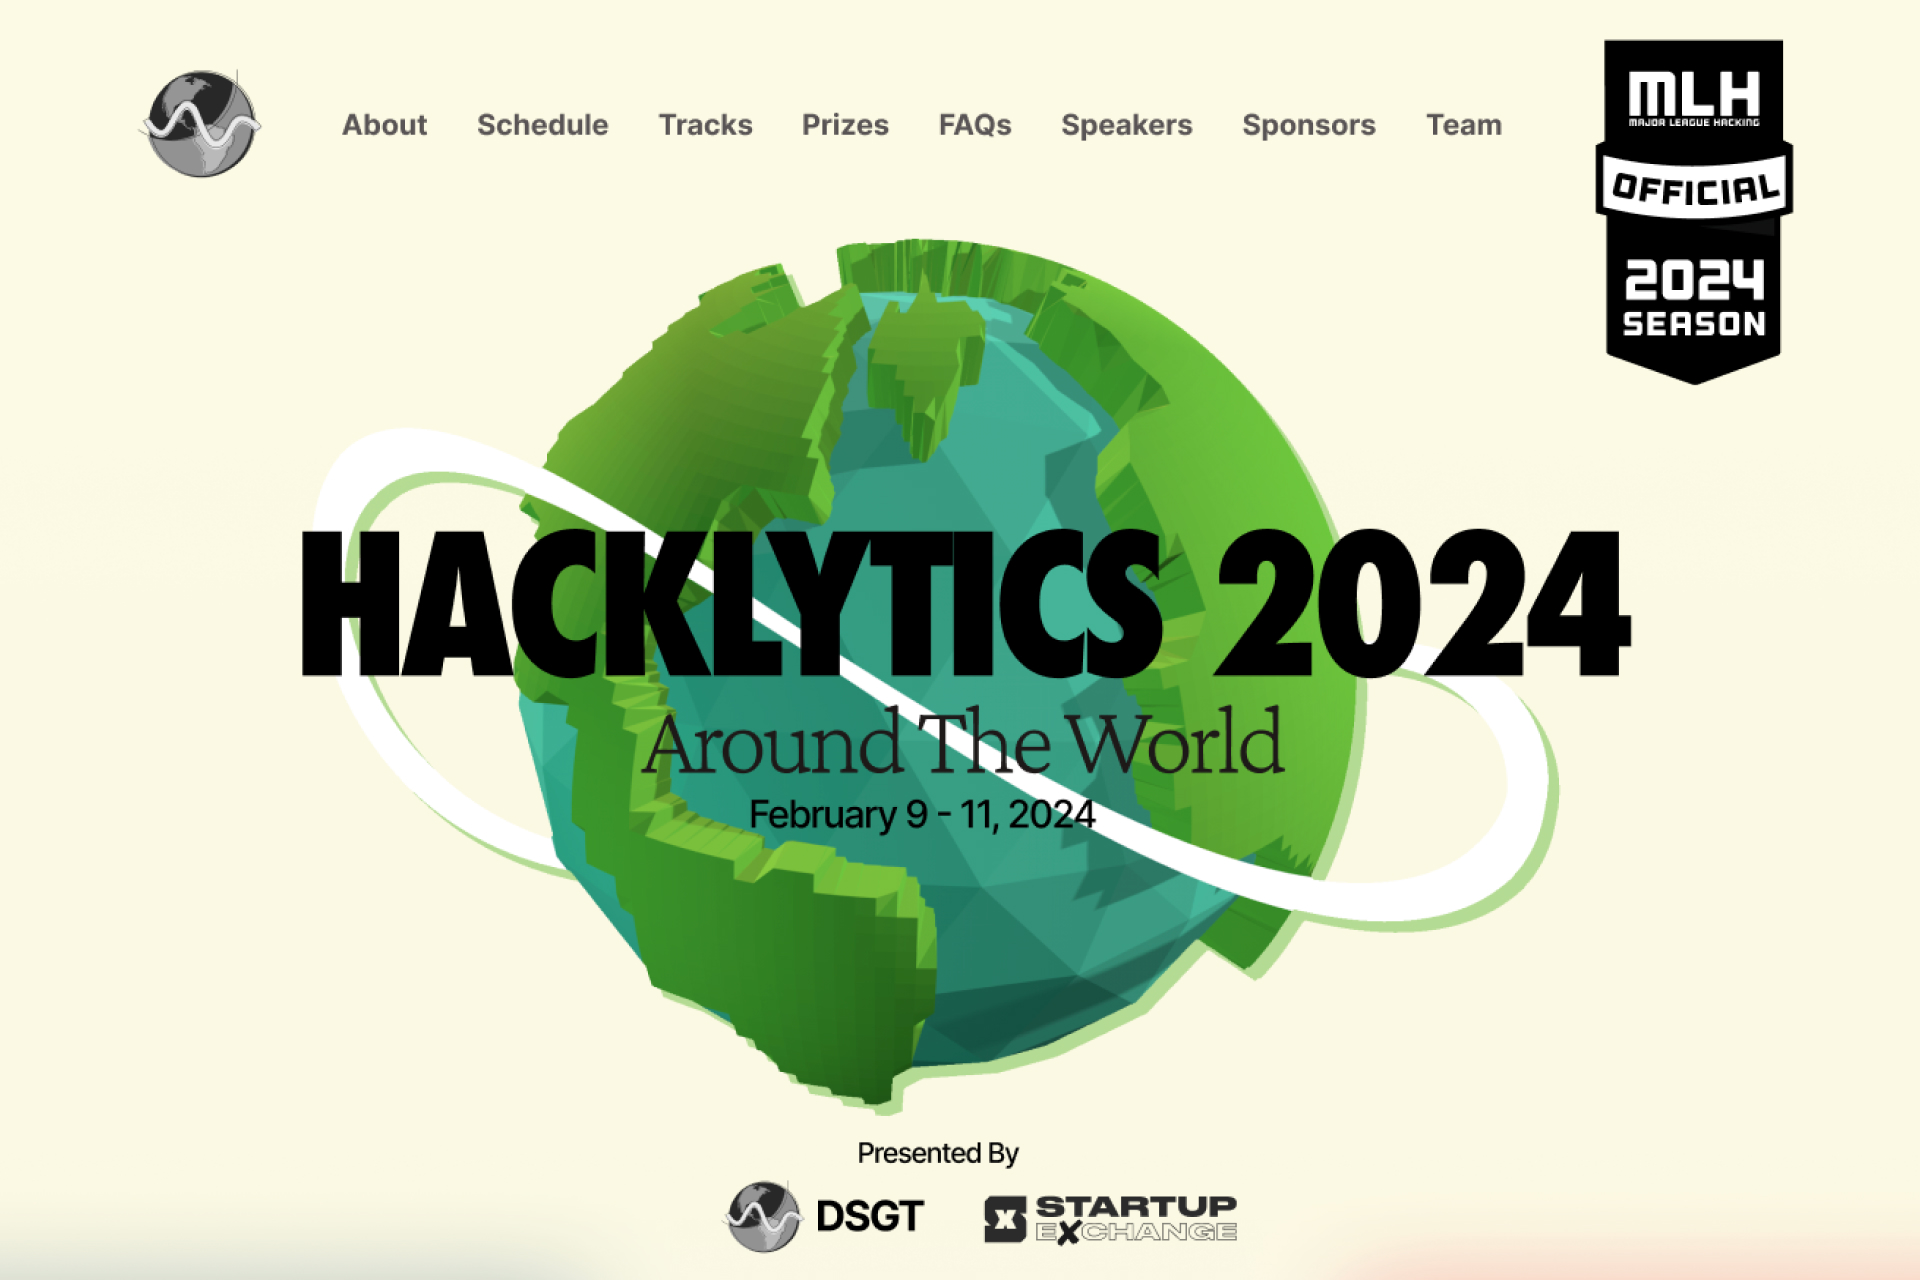 About Schedule Tracks Prizes FAQs Speakers Sponsors Team
MLH
MAJOR LEAGUE HACKING
OFFICIAL
2024
SEASON
HACKLYTICS 2024
Around The World
February 9 - 11, 2024
Presented By
DSGT
STARTUP
EXCHANGE